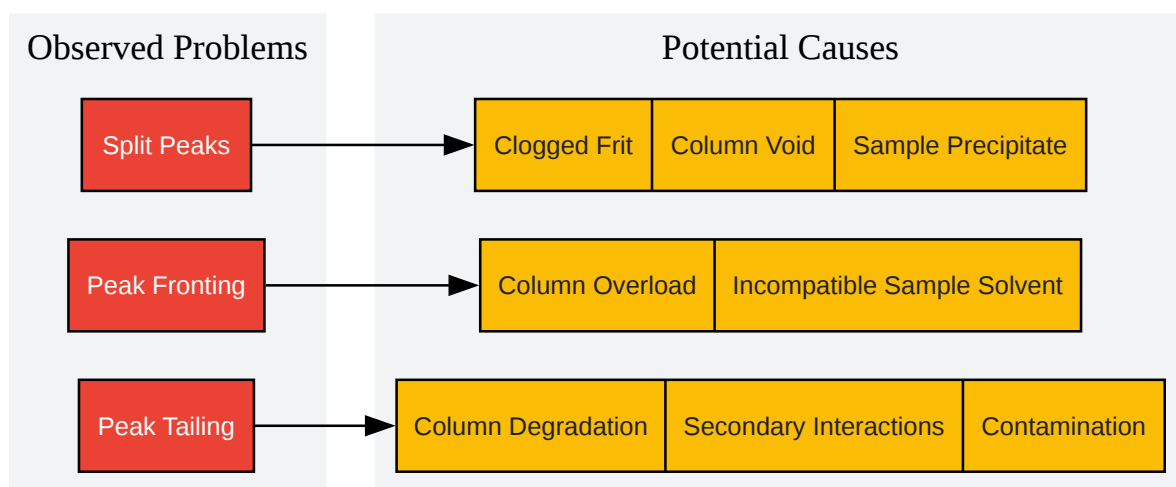 Observed Problems
Potential Causes
Split Peaks
Clogged Frit
Column Void
Sample Precipitate
Peak Fronting
Column Overload
Incompatible Sample Solvent
Peak Tailing
Column Degradation
Secondary Interactions
Contamination